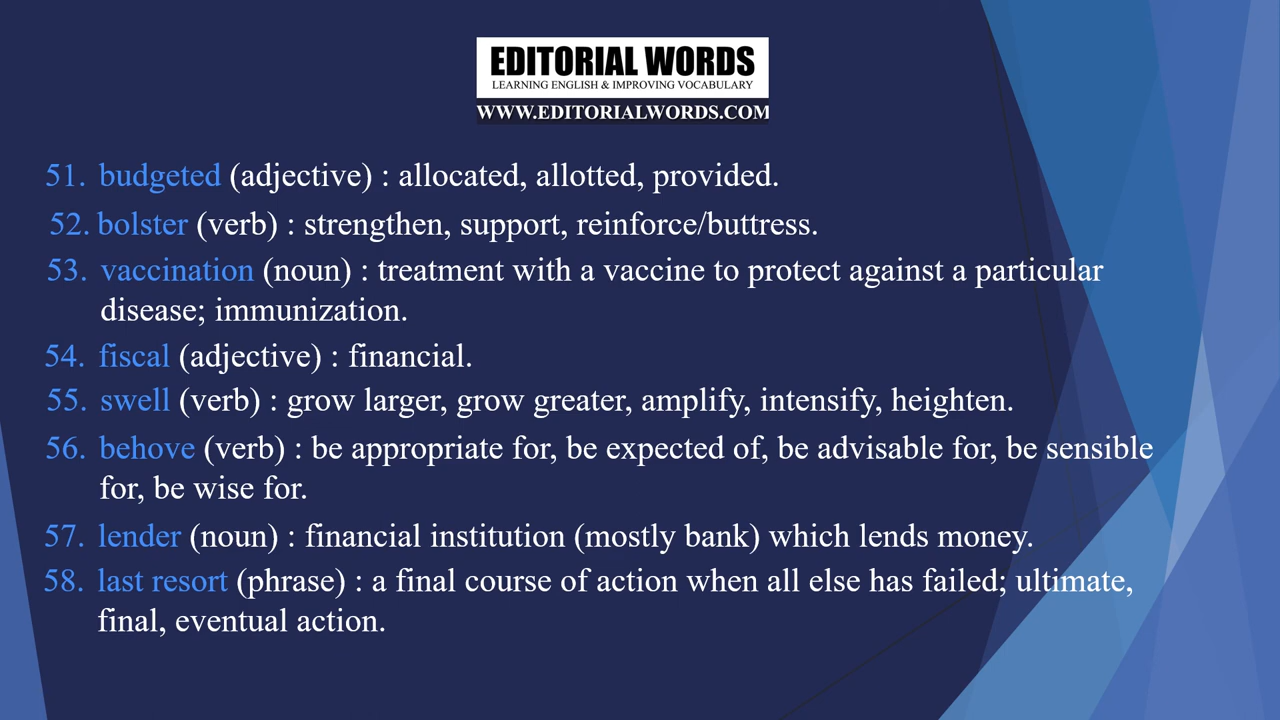 EDITORIAL WORDS
LEARNING ENGLISH & IMPROVING VOCABULARY
WWW.EDITORIALWORDS.COM
51. budgeted (adjective) : allocated, allotted, provided.
52. bolster (verb) : strengthen, support, reinforce/buttress.
53. vaccination (noun) : treatment with a vaccine to protect against a particular
disease; immunization.
54. fiscal (adjective) : financial.
55. swell (verb) : grow larger, grow greater, amplify, intensify, heighten.
56. behove (verb) : be appropriate for, be expected of, be advisable for, be sensible
for, be wise for.
57. lender (noun) : financial institution (mostly bank) which lends money.
58. last resort (phrase) : a final course of action when all else has failed; ultimate,
final, eventual action.